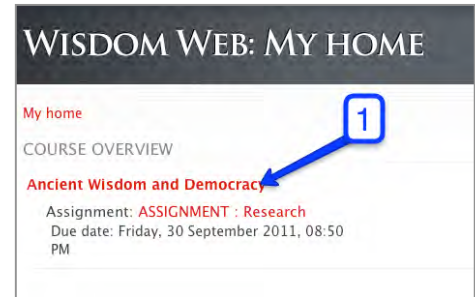 WISDOM WEB: MY HOME
My home
1
COURSE OVERVIEW
Ancient Wisdom and Democracy
Assignment: ASSIGNMENT : Research
Due date: Friday, 30 September 2011, 08:50
PM